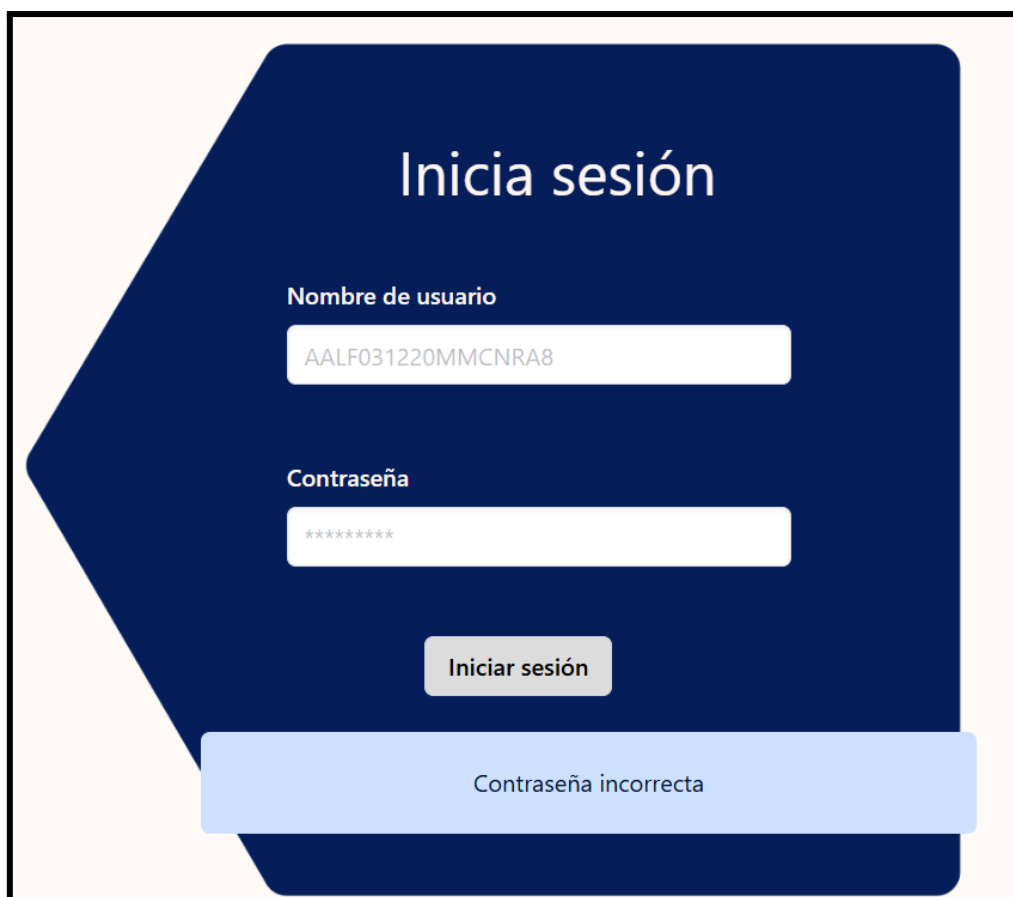 Inicia sesión
Nombre de usuario
AALF031220MMCNRA8
Contraseña
*********
Iniciar sesión
Contraseña incorrecta